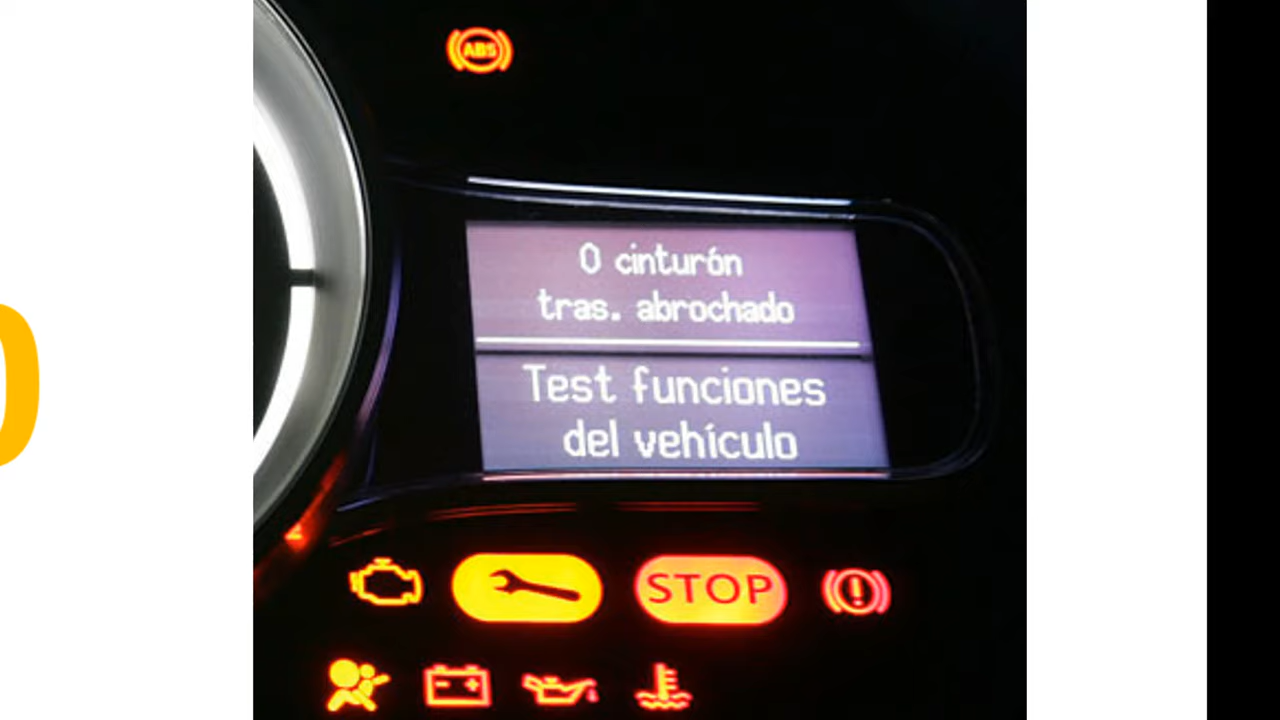 ABS
0 cinturón
tras. abrochado
Test funciones
del vehículo
STOP